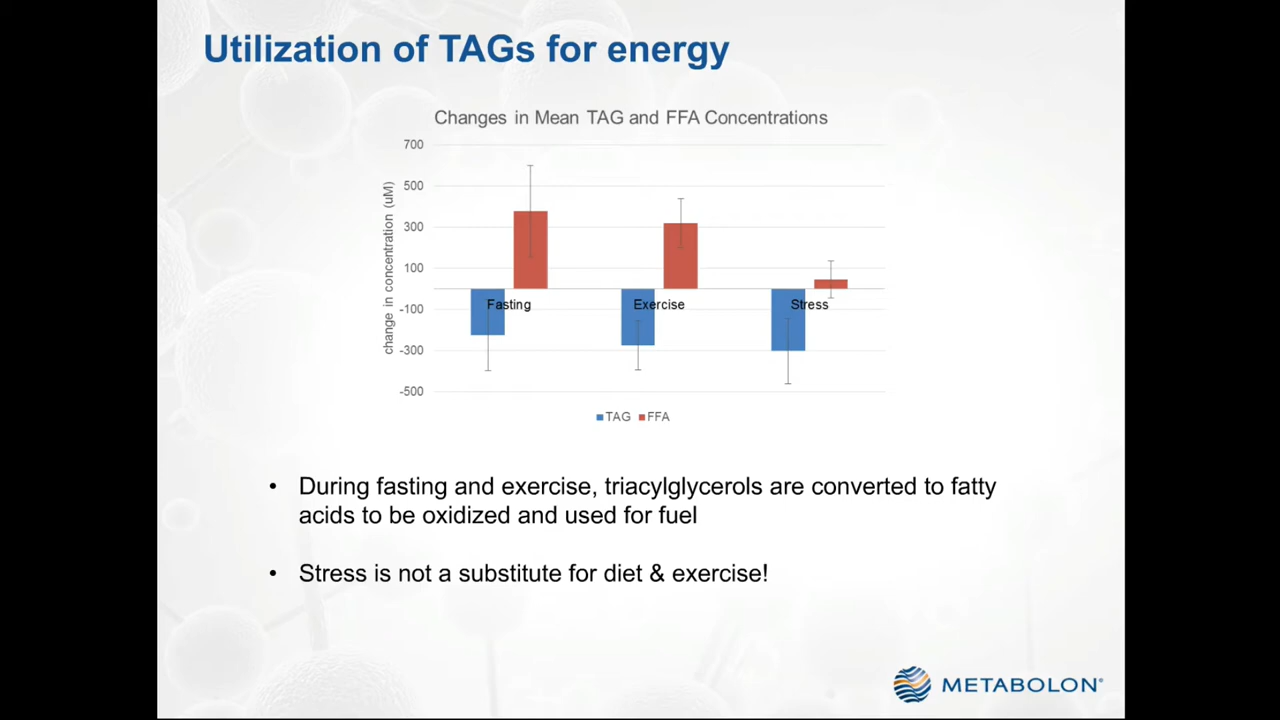 Utilization of TAGs for energy
Changes in Mean TAG and FFA Concentrations
change in concentration (uM)
700
500
300
100
-100
-300
-500
Fasting
Exercise
Stress
TAG FFA
• During fasting and exercise, triacylglycerols are converted to fatty
acids to be oxidized and used for fuel
• Stress is not a substitute for diet & exercise!
METABOLON®